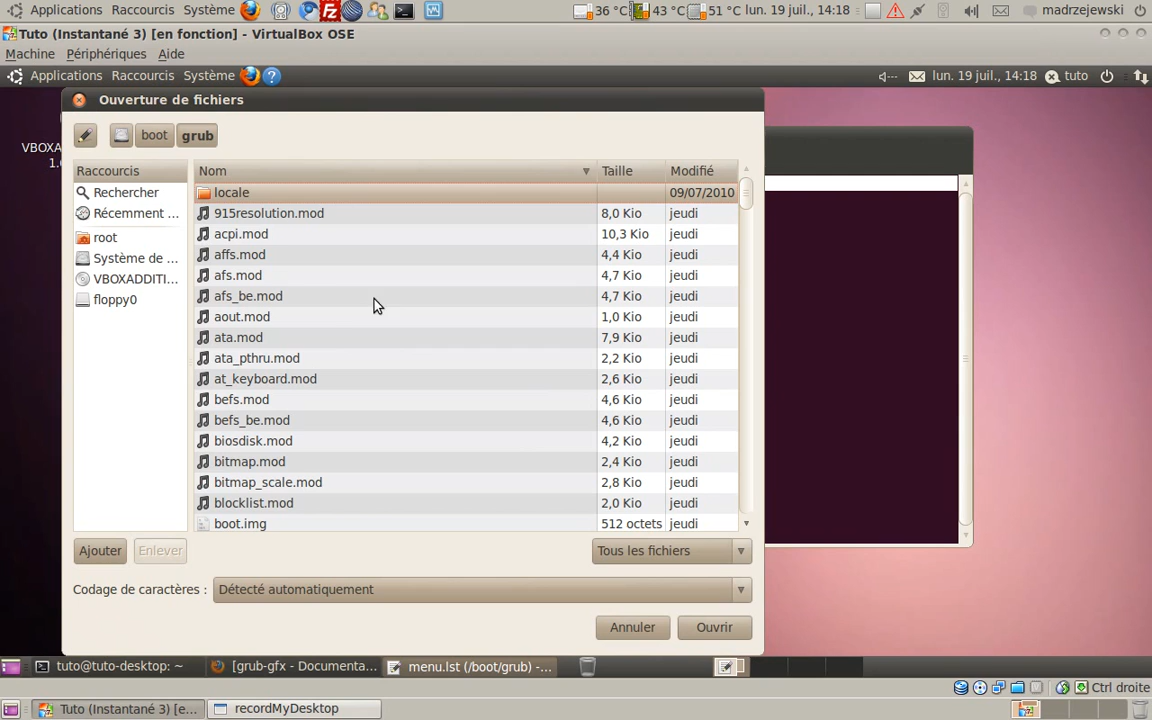 Applications Raccourcis Système 36 °C 43 °C 51 °C lun. 19 juil., 14:18 madrzejewski
Tuto (Instantané 3) [en fonction] - VirtualBox OSE
Machine Périphériques Aide
Applications Raccourcis Système lun. 19 juil., 14:18 tuto
Ouverture de fichiers
boot grub
VBOXA
1.
Raccourcis Nom Taille Modifié
Rechercher locale 09/07/2010
Récemment ... 915resolution.mod 8,0 Kio jeudi
root acpi.mod 10,3 Kio jeudi
Système de ... affs.mod 4,4 Kio jeudi
VBOXADDITI... afs.mod 4,7 Kio jeudi
floppy0 afs_be.mod 4,7 Kio jeudi
aout.mod 1,0 Kio jeudi
ata.mod 7,9 Kio jeudi
ata_pthru.mod 2,2 Kio jeudi
at_keyboard.mod 2,6 Kio jeudi
befs.mod 4,6 Kio jeudi
befs_be.mod 4,6 Kio jeudi
biosdisk.mod 4,2 Kio jeudi
bitmap.mod 2,4 Kio jeudi
bitmap_scale.mod 2,8 Kio jeudi
blocklist.mod 2,0 Kio jeudi
boot.img 512 octets jeudi
Ajouter Enlever Tous les fichiers
Codage de caractères : Détecté automatiquement
Annuler Ouvrir
tuto@tuto-desktop: ~ [grub-gfx - Documenta... menu.lst (/boot/grub) -...
Ctrl droite
Tuto (Instantané 3) [e... recordMyDesktop